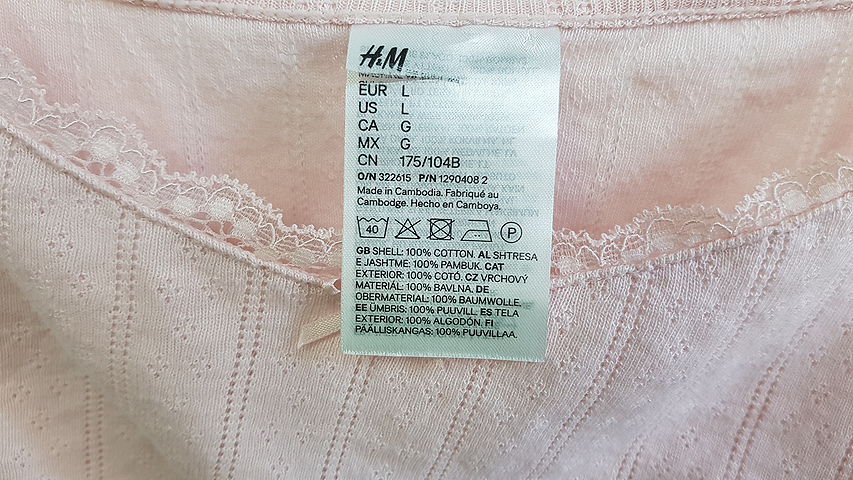 H&M
EUR L
US L
CA G
MX G
CN 175/104B
O/N 322615 P/N 1290408 2
Made in Cambodia. Fabriqué au
Cambodge. Hecho en Camboya.
40 P
GB SHELL: 100% COTTON AL SHTRESA
E JASHTME: 100% PAMBUK. CAT
EXTERIOR: 100% COTÓ. CZ VRCHOVÝ
MATERIÁL: 100% BAVLNA. DE
OBERMATERIAL: 100% BAUMWOLLE.
EE ÜMBRIS: 100% PUUVILL. ES TELA
EXTERIOR: 100% ALGODÓN. FI
PÄÄLLISKANGAS: 100% PUUVILLAA.